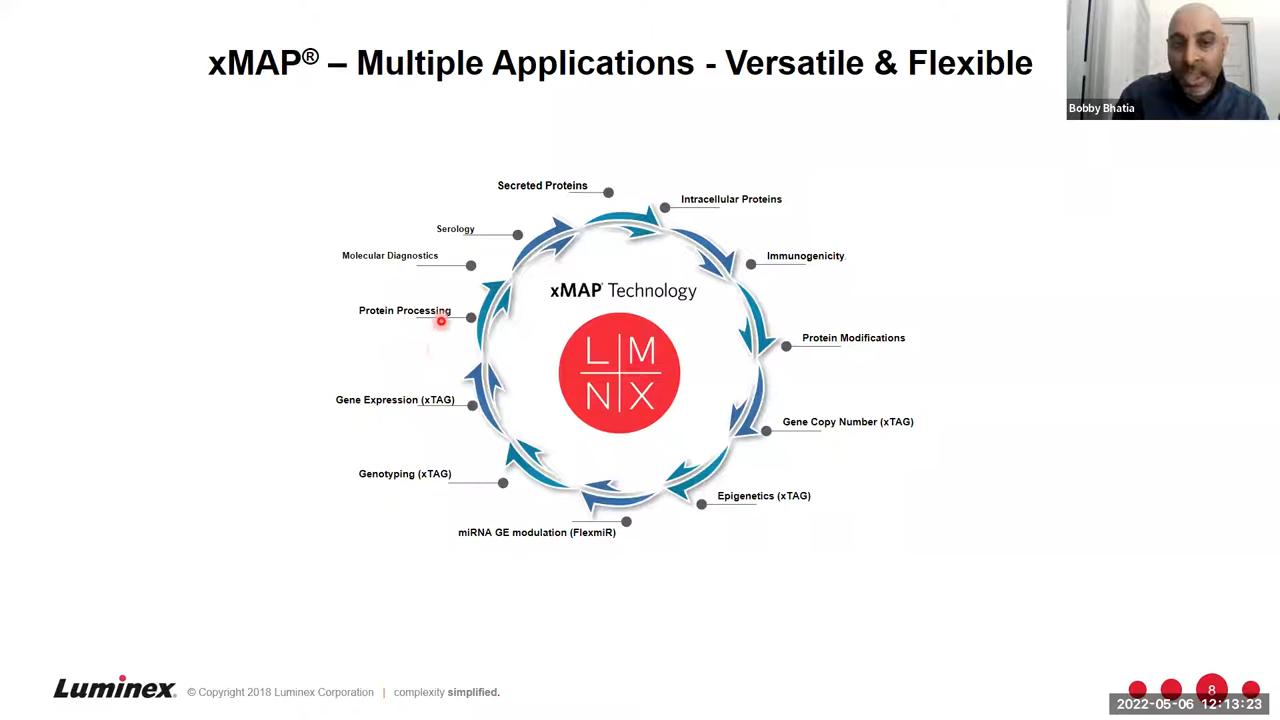 xMAP® – Multiple Applications - Versatile & Flexible
Bobby Bhatia
Secreted Proteins
Intracellular Proteins
Serology
Molecular Diagnostics
Immunogenicity
xMAP® Technology
Protein Processing
Protein Modifications
L M
N X
Gene Expression (xTAG)
Gene Copy Number (xTAG)
Genotyping (xTAG)
Epigenetics (xTAG)
miRNA GE modulation (FlexmiR)
Luminex® © Copyright 2018 Luminex Corporation | complexity simplified.
8
2022-05-06 12:13:23